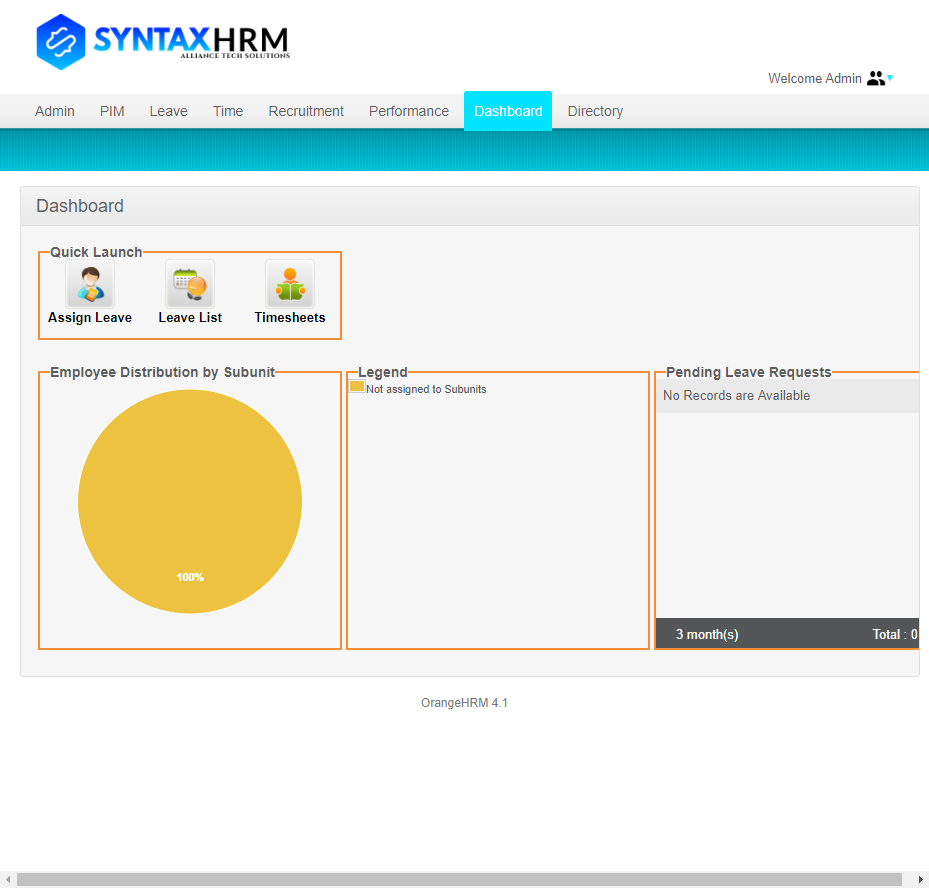 SYNTAXHRM
ALLIANCE TECH SOLUTIONS
Welcome Admin
Admin PIM Leave Time Recruitment Performance Dashboard Directory
Dashboard
Quick Launch
Assign Leave Leave List Timesheets
Employee Distribution by Subunit
100%
Legend
Not assigned to Subunits
Pending Leave Requests
No Records are Available
3 month(s) Total : 0
OrangeHRM 4.1